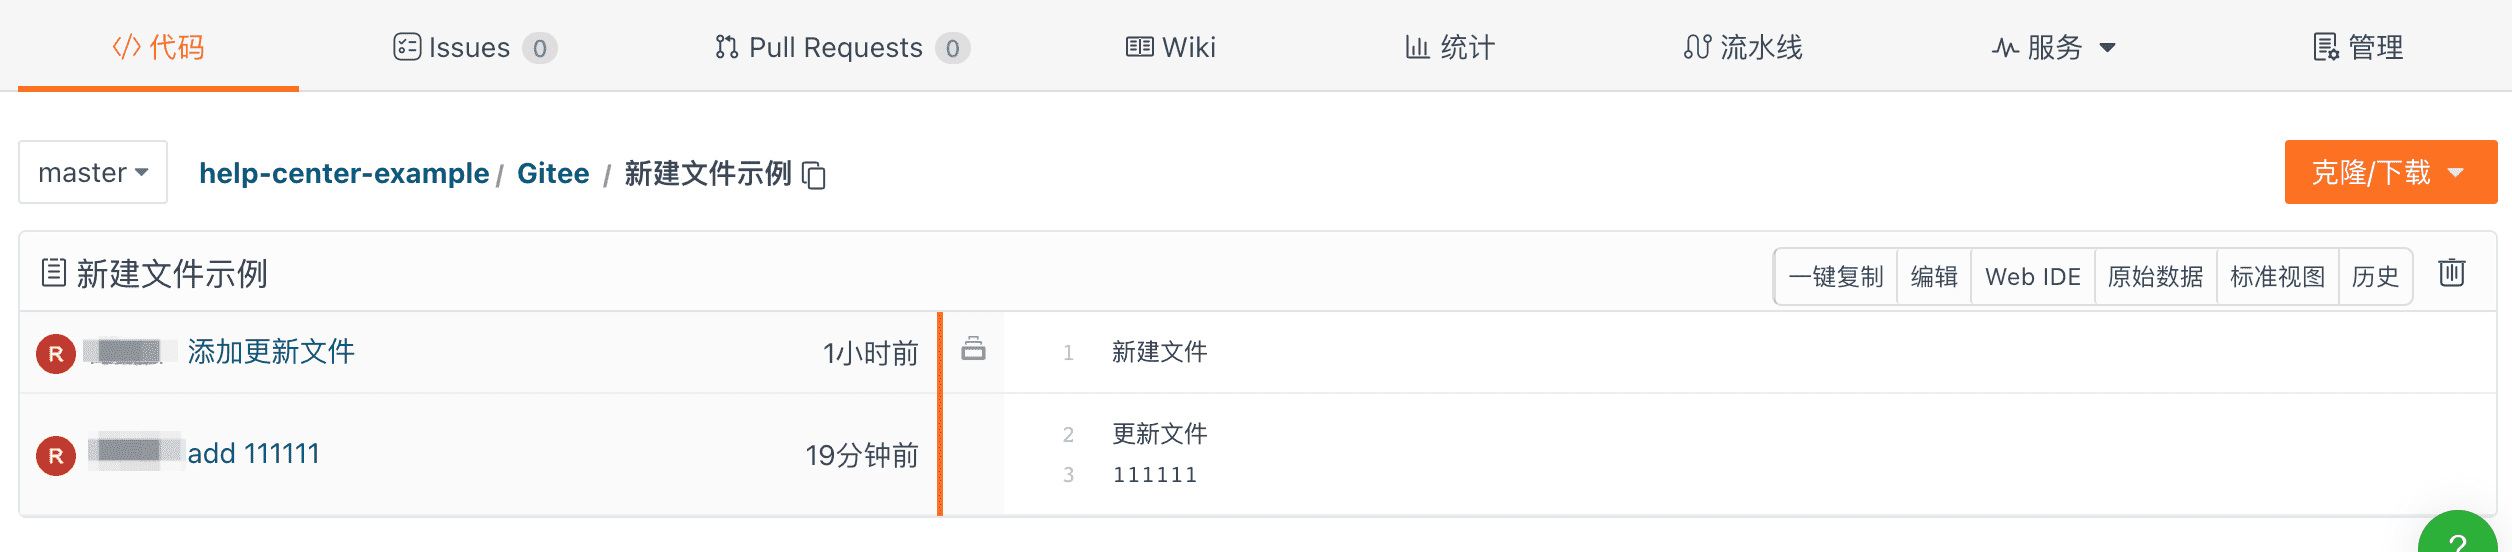 代码 Issues 0 Pull Requests 0 Wiki 统计 流水线 服务 管理
master help-center-example / Gitee / 新建文件示例 克隆/下载
新建文件示例 一键复制 编辑 Web IDE 原始数据 标准视图 历史
R 添加更新文件 1小时前 1 新建文件
R add 111111 19分钟前 2 更新文件
3 111111
?